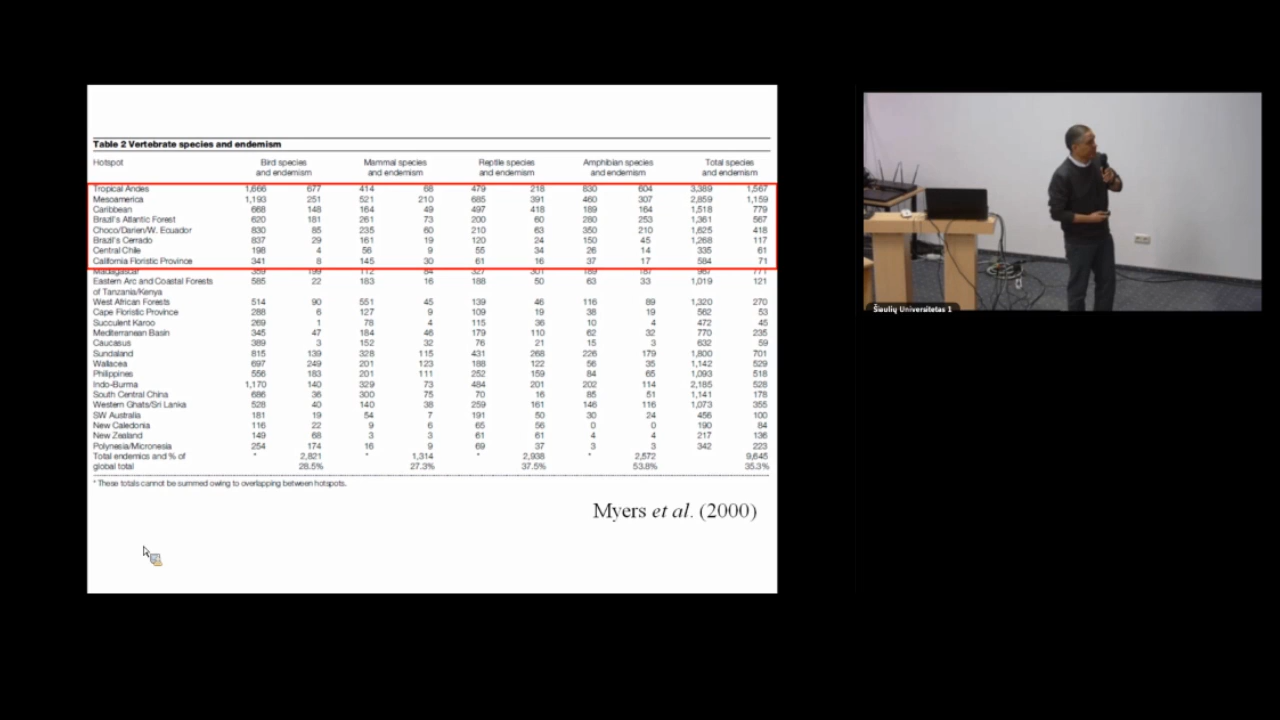 Table 2 Vertebrate species and endemism
Hotspot Bird species Mammal species Reptile species Amphibian species Total species
and endemism and endemism and endemism and endemism and endemism
Tropical Andes 1,666 677 414 68 479 218 830 604 3,389 1,567
Mesoamerica 1,193 251 521 210 685 391 460 307 2,859 1,159
Caribbean 668 148 164 49 497 418 189 164 1,518 779
Brazil's Atlantic Forest 620 181 261 73 200 60 280 253 1,361 567
Choco/Darien/W. Ecuador 830 85 235 60 210 63 350 210 1,625 418
Brazil's Cerrado 837 29 161 19 120 24 150 45 1,268 117
Central Chile 198 4 56 9 55 34 26 14 335 61
California Floristic Province 341 8 145 30 61 16 37 17 584 71
Madagascar 359 199 112 84 327 301 189 187 987 771
Eastern Arc and Coastal Forests 585 22 183 16 188 50 63 33 1,019 121
of Tanzania/Kenya
West African Forests 514 90 551 45 139 46 116 89 1,320 270
Cape Floristic Province 288 6 127 9 109 19 38 19 562 53
Succulent Karoo 269 1 78 4 115 36 10 4 472 45
Mediterranean Basin 345 47 184 46 179 110 62 32 770 235
Caucasus 389 3 152 32 76 21 15 3 632 59
Sundaland 815 139 328 115 431 268 226 179 1,800 701
Wallacea 697 249 201 123 188 122 56 35 1,142 529
Philippines 556 183 201 111 252 159 84 65 1,093 518
Indo-Burma 1,170 140 329 73 484 201 202 114 2,185 528
South Central China 686 36 300 75 70 16 85 51 1,141 178
Western Ghats/Sri Lanka 528 40 140 38 259 161 146 116 1,073 355
SW Australia 181 19 54 7 191 50 30 24 456 100
New Caledonia 116 22 9 6 65 56 0 0 190 84
New Zealand 149 68 3 3 61 61 4 4 217 136
Polynesia/Micronesia 254 174 16 9 69 37 3 3 342 223
Total endemics and % of * 2,821 * 1,314 * 2,938 * 2,572 9,645
global total 28.5% 27.3% 37.5% 53.8% 35.3%
* These totals cannot be summed owing to overlapping between hotspots.
Myers et al. (2000)
Šiaulių Universitetas 1